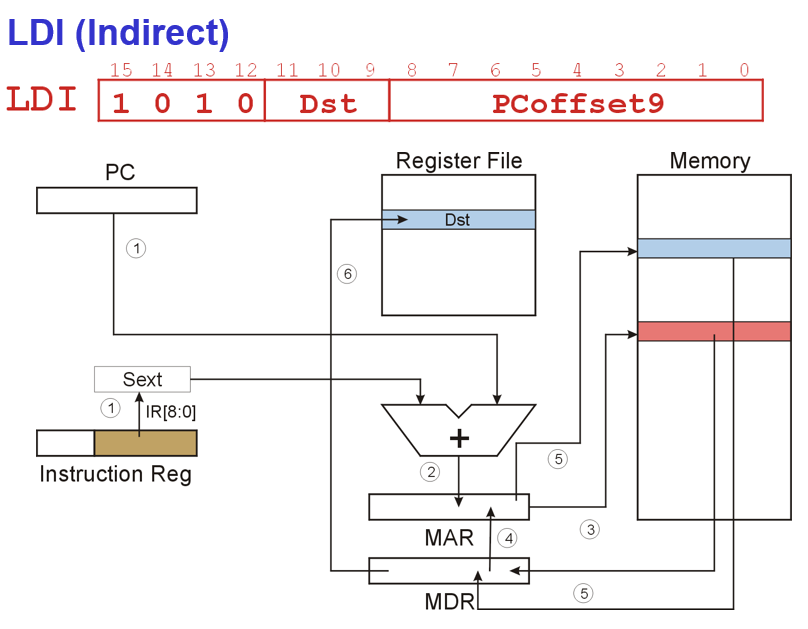 LDI (Indirect)
15 14 13 12 11 10 9 8 7 6 5 4 3 2 1 0
LDI 1 0 1 0 Dst PCoffset9
PC
Register File
Memory
Dst
1
6
Sext
1
IR[8:0]
+
Instruction Reg
2
5
MAR
4
3
MDR
5